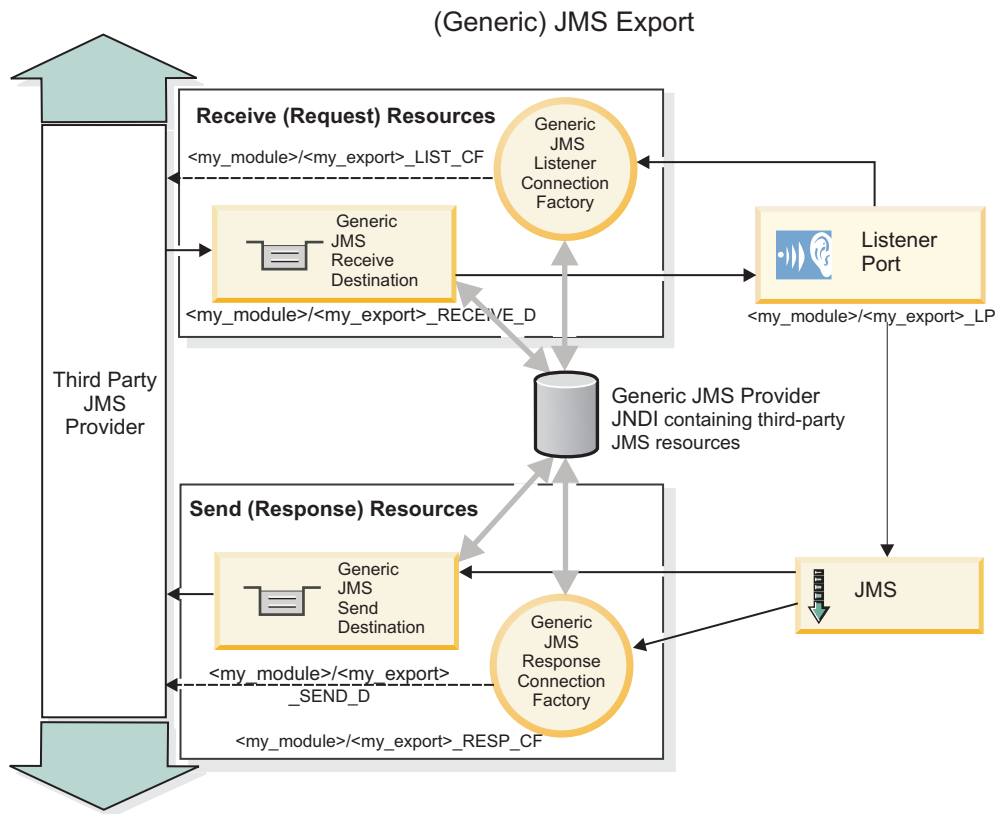 (Generic) JMS Export
Receive (Request) Resources
<my_module>/<my_export>_LIST_CF
Generic
JMS
Listener
Connection
Factory
Generic
JMS
Receive
Destination
<my_module>/<my_export>_RECEIVE_D
Listener
Port
<my_module>/<my_export>_LP
Third Party
JMS
Provider
Generic JMS Provider
JNDI containing third-party
JMS resources
Send (Response) Resources
Generic
JMS
Send
Destination
<my_module>/<my_export>
_SEND_D
Generic
JMS
Response
Connection
Factory
<my_module>/<my_export>_RESP_CF
JMS